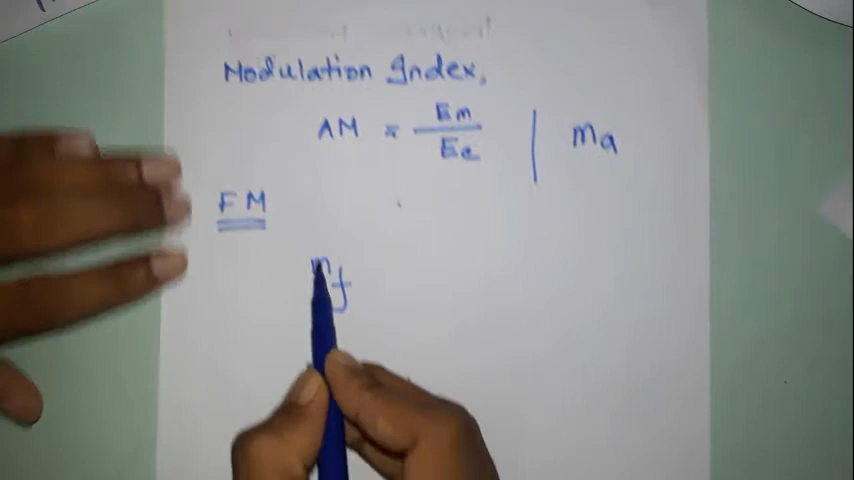 Modulation Index,
AM = Em / Ec | ma
FM
mf